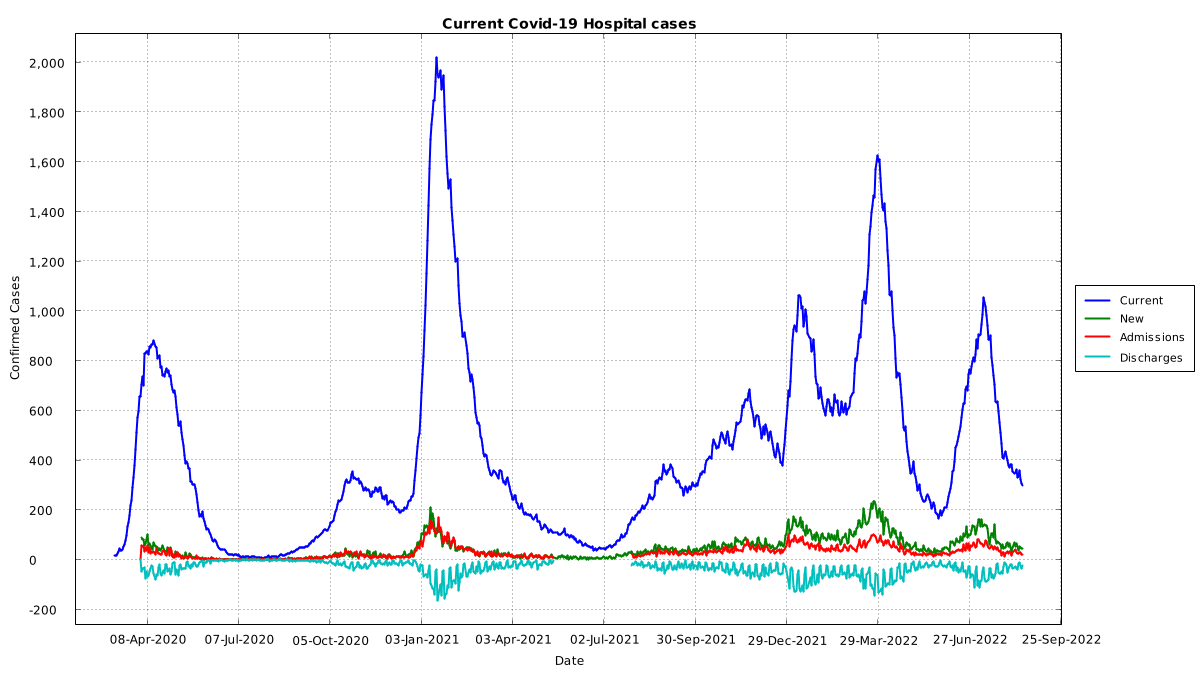 Current Covid-19 Hospital cases
2,000
1,800
1,600
1,400
1,200
1,000
800
600
400
200
0
-200
Confirmed Cases
08-Apr-2020 07-Jul-2020 05-Oct-2020 03-Jan-2021 03-Apr-2021 02-Jul-2021 30-Sep-2021 29-Dec-2021 29-Mar-2022 27-Jun-2022 25-Sep-2022
Date
Current
New
Admissions
Discharges